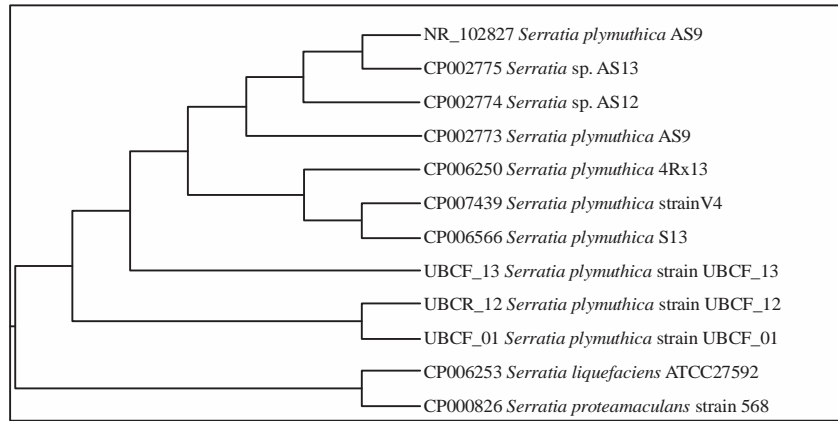 NR_102827 Serratia plymuthica AS9
CP002775 Serratia sp. AS13
CP002774 Serratia sp. AS12
CP002773 Serratia plymuthica AS9
CP006250 Serratia plymuthica 4Rx13
CP007439 Serratia plymuthica strainV4
CP006566 Serratia plymuthica S13
UBCF_13 Serratia plymuthica strain UBCF_13
UBCR_12 Serratia plymuthica strain UBCF_12
UBCF_01 Serratia plymuthica strain UBCF_01
CP006253 Serratia liquefaciens ATCC27592
CP000826 Serratia proteamaculans strain 568